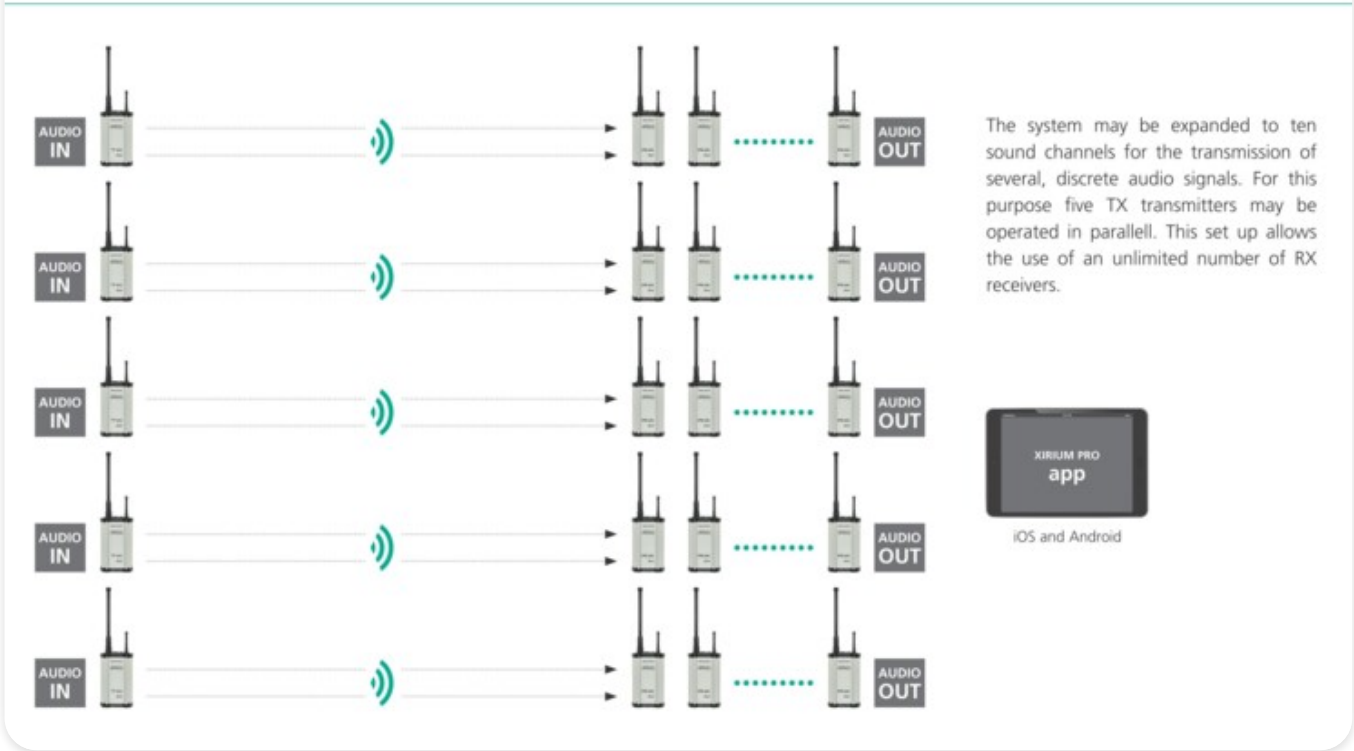 AUDIO
IN
AUDIO
OUT
The system may be expanded to ten
sound channels for the transmission of
several, discrete audio signals. For this
purpose five TX transmitters may be
operated in parallell. This set up allows
the use of an unlimited number of RX
receivers.
AUDIO
IN
AUDIO
OUT
AUDIO
IN
AUDIO
OUT
XIRIUM PRO
app
iOS and Android
AUDIO
IN
AUDIO
OUT
AUDIO
IN
AUDIO
OUT